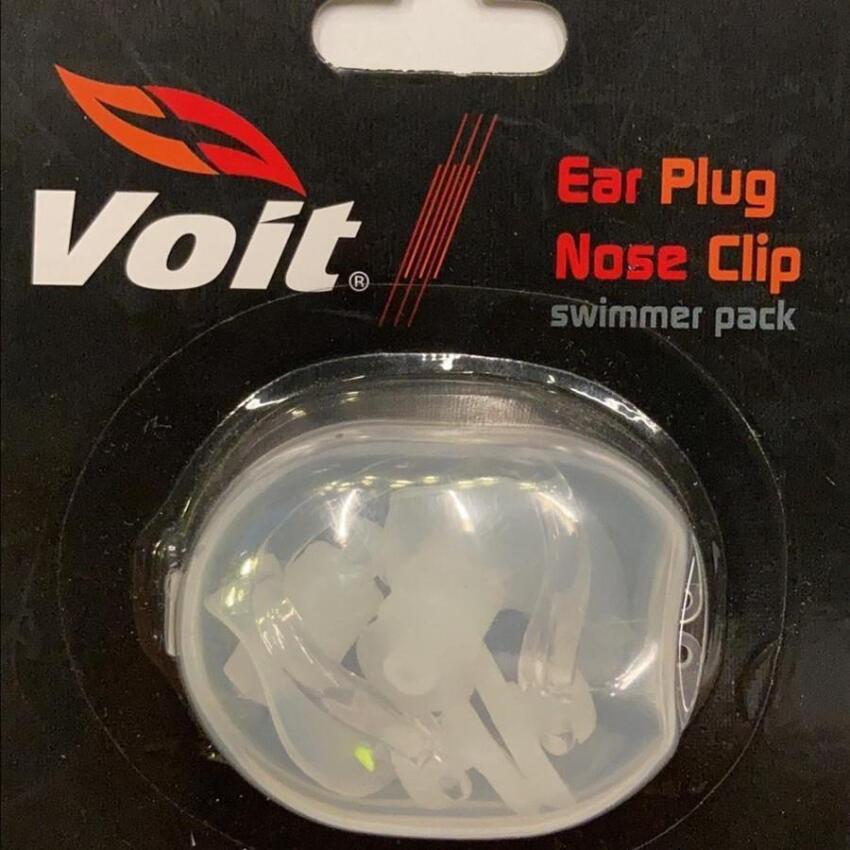 Voit®
Ear Plug
Nose Clip
swimmer pack